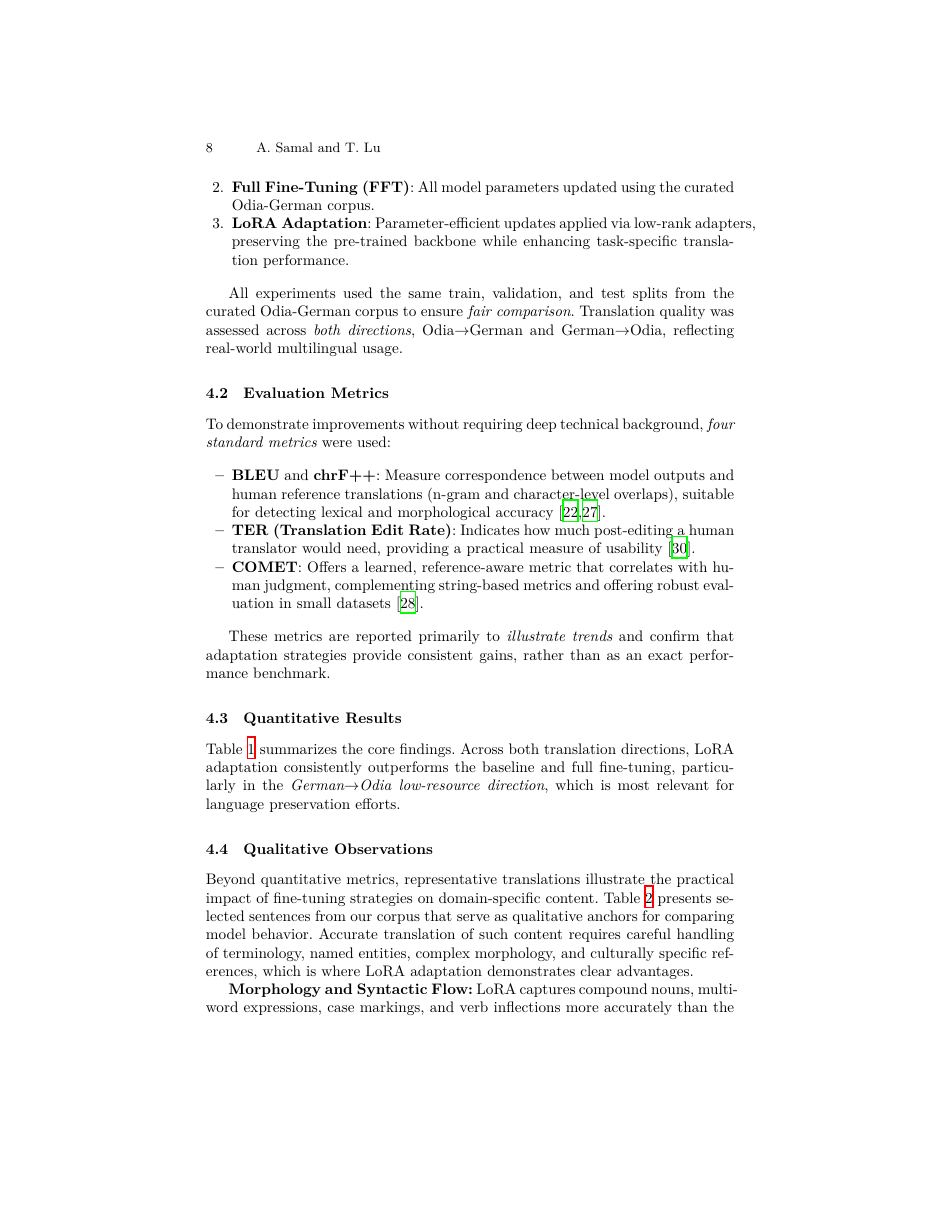 8 A. Samal and T. Lu
2. Full Fine-Tuning (FFT): All model parameters updated using the curated
Odia-German corpus.
3. LoRA Adaptation: Parameter-efficient updates applied via low-rank adapters,
preserving the pre-trained backbone while enhancing task-specific transla-
tion performance.
All experiments used the same train, validation, and test splits from the
curated Odia-German corpus to ensure fair comparison. Translation quality was
assessed across both directions, Odia→German and German→Odia, reflecting
real-world multilingual usage.
4.2 Evaluation Metrics
To demonstrate improvements without requiring deep technical background, four
standard metrics were used:
– BLEU and chrF++: Measure correspondence between model outputs and
human reference translations (n-gram and character-level overlaps), suitable
for detecting lexical and morphological accuracy [22,27].
– TER (Translation Edit Rate): Indicates how much post-editing a human
translator would need, providing a practical measure of usability [30].
– COMET: Offers a learned, reference-aware metric that correlates with hu-
man judgment, complementing string-based metrics and offering robust eval-
uation in small datasets [28].
These metrics are reported primarily to illustrate trends and confirm that
adaptation strategies provide consistent gains, rather than as an exact perfor-
mance benchmark.
4.3 Quantitative Results
Table 1 summarizes the core findings. Across both translation directions, LoRA
adaptation consistently outperforms the baseline and full fine-tuning, particu-
larly in the German→Odia low-resource direction, which is most relevant for
language preservation efforts.
4.4 Qualitative Observations
Beyond quantitative metrics, representative translations illustrate the practical
impact of fine-tuning strategies on domain-specific content. Table 2 presents se-
lected sentences from our corpus that serve as qualitative anchors for comparing
model behavior. Accurate translation of such content requires careful handling
of terminology, named entities, complex morphology, and culturally specific ref-
erences, which is where LoRA adaptation demonstrates clear advantages.
Morphology and Syntactic Flow: LoRA captures compound nouns, multi-
word expressions, case markings, and verb inflections more accurately than the